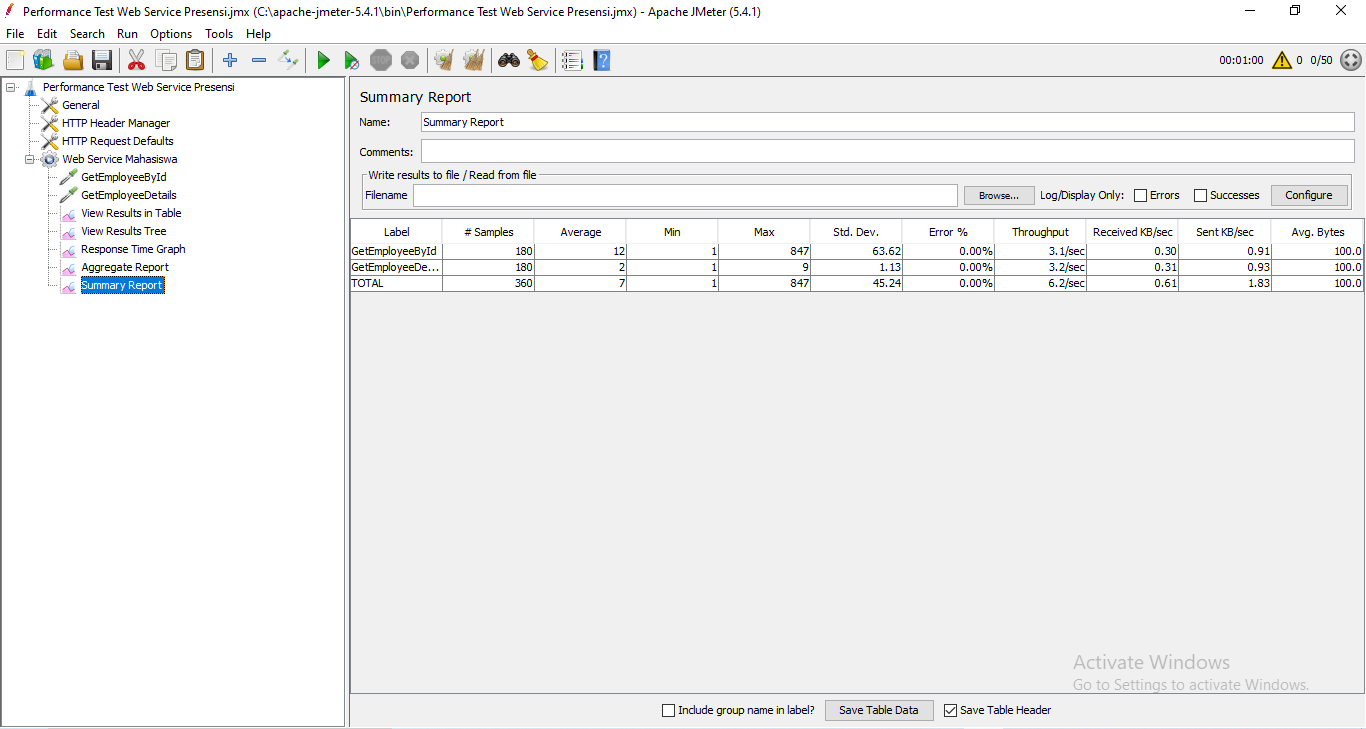 Performance Test Web Service Presensi.jmx (C:\apache-jmeter-5.4.1\bin\Performance Test Web Service Presensi.jmx) - Apache JMeter (5.4.1)
File Edit Search Run Options Tools Help
STOP 00:01:00 0 0/50
Performance Test Web Service Presensi
General
HTTP Header Manager
HTTP Request Defaults
Web Service Mahasiswa
GetEmployeeById
GetEmployeeDetails
View Results in Table
View Results Tree
Response Time Graph
Aggregate Report
Summary Report
Summary Report
Name: Summary Report
Comments:
Write results to file / Read from file
Filename Browse... Log/Display Only: Errors Successes Configure
Label # Samples Average Min Max Std. Dev. Error % Throughput Received KB/sec Sent KB/sec Avg. Bytes
GetEmployeeById 180 12 1 847 63.62 0.00% 3.1/sec 0.30 0.91 100.0
GetEmployeeDe... 180 2 1 9 1.13 0.00% 3.2/sec 0.31 0.93 100.0
TOTAL 360 7 1 847 45.24 0.00% 6.2/sec 0.61 1.83 100.0
Activate Windows
Go to Settings to activate Windows.
Include group name in label? Save Table Data Save Table Header